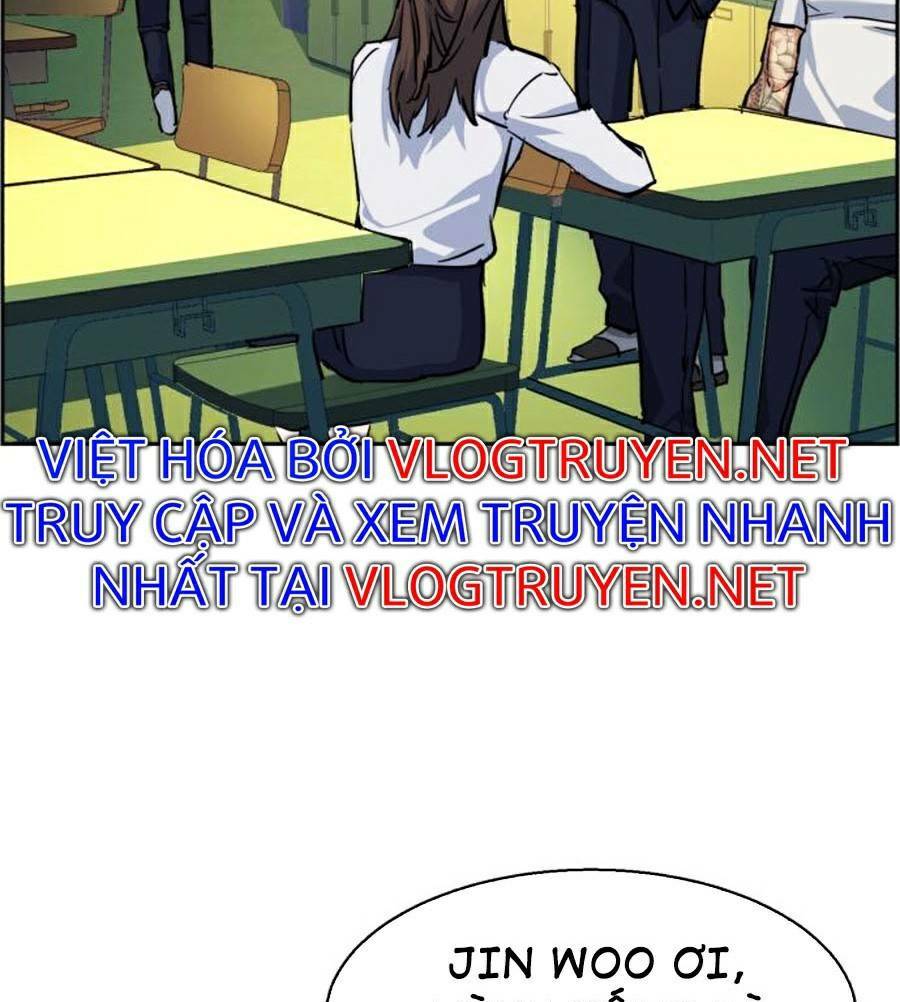 VIỆT HÓA BỞI VLOGTRUYEN.NET
TRUY CẬP VÀ XEM TRUYỆN NHANH
NHẤT TẠI VLOGTRUYEN.NET
JIN WOO ƠI,